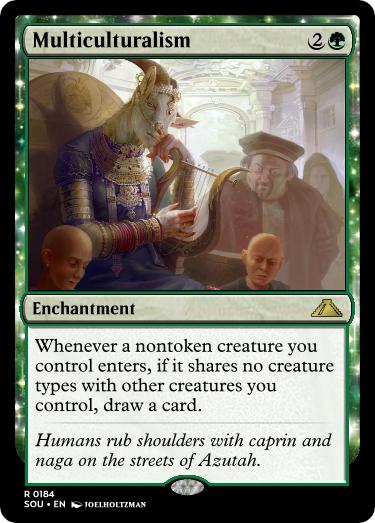 Multiculturalism 2
Enchantment
Whenever a nontoken creature you
control enters, if it shares no creature
types with other creatures you
control, draw a card.
Humans rub shoulders with caprin and
naga on the streets of Azutah.
R 0184
SOU • EN JOELHOLTZMAN